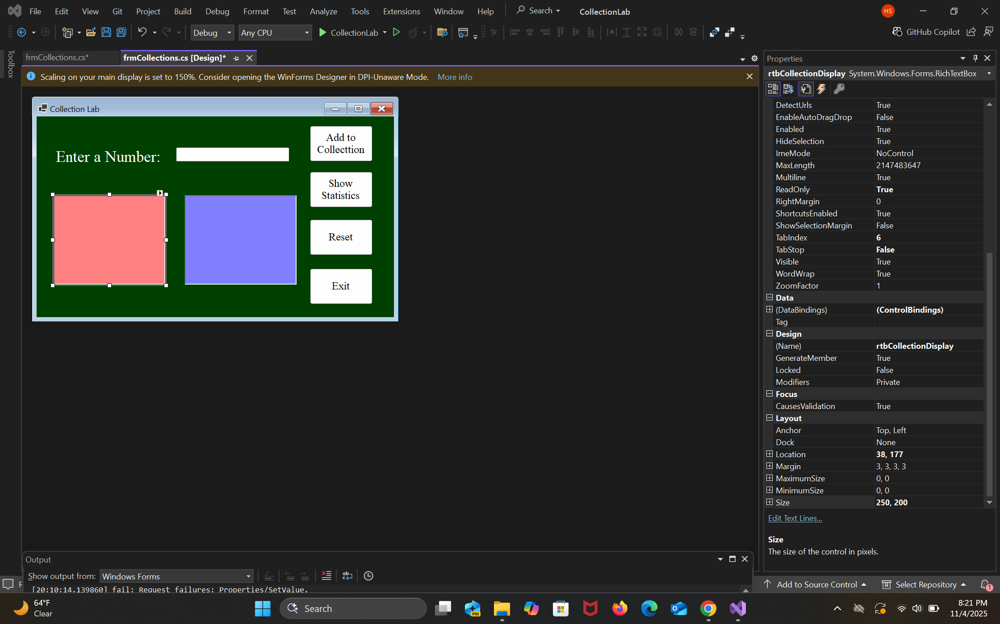 File Edit View Git Project Build Debug Format Test Analyze Tools Extensions Window Help Search CollectionLab HS
Debug Any CPU CollectionLab GitHub Copilot
Toolbox
frmCollections.cs* frmCollections.cs [Design]*
Scaling on your main display is set to 150%. Consider opening the WinForms Designer in DPI-Unaware Mode. More info
Collection Lab
Enter a Number:
Add to
Collecttion
Show
Statistics
Reset
Exit
Properties
rtbCollectionDisplay System.Windows.Forms.RichTextBox
DetectUrls True
EnableAutoDragDrop False
Enabled True
HideSelection True
ImeMode NoControl
MaxLength 2147483647
Multiline True
ReadOnly True
RightMargin 0
ShortcutsEnabled True
ShowSelectionMargin False
TabIndex 6
TabStop False
Visible True
WordWrap True
ZoomFactor 1
Data
(DataBindings) (ControlBindings)
Tag
Design
(Name) rtbCollectionDisplay
GenerateMember True
Locked False
Modifiers Private
Focus
CausesValidation True
Layout
Anchor Top, Left
Dock None
Location 38, 177
Margin 3, 3, 3, 3
MaximumSize 0, 0
MinimumSize 0, 0
Size 250, 200
Edit Text Lines...
Size
The size of the control in pixels.
Output
Show output from: Windows Forms
[20:10:14.139860] fail: Request failures: Properties/SetValue.
Add to Source Control Select Repository 1
64°F
Clear
Search
PRE
8:21 PM
11/4/2025